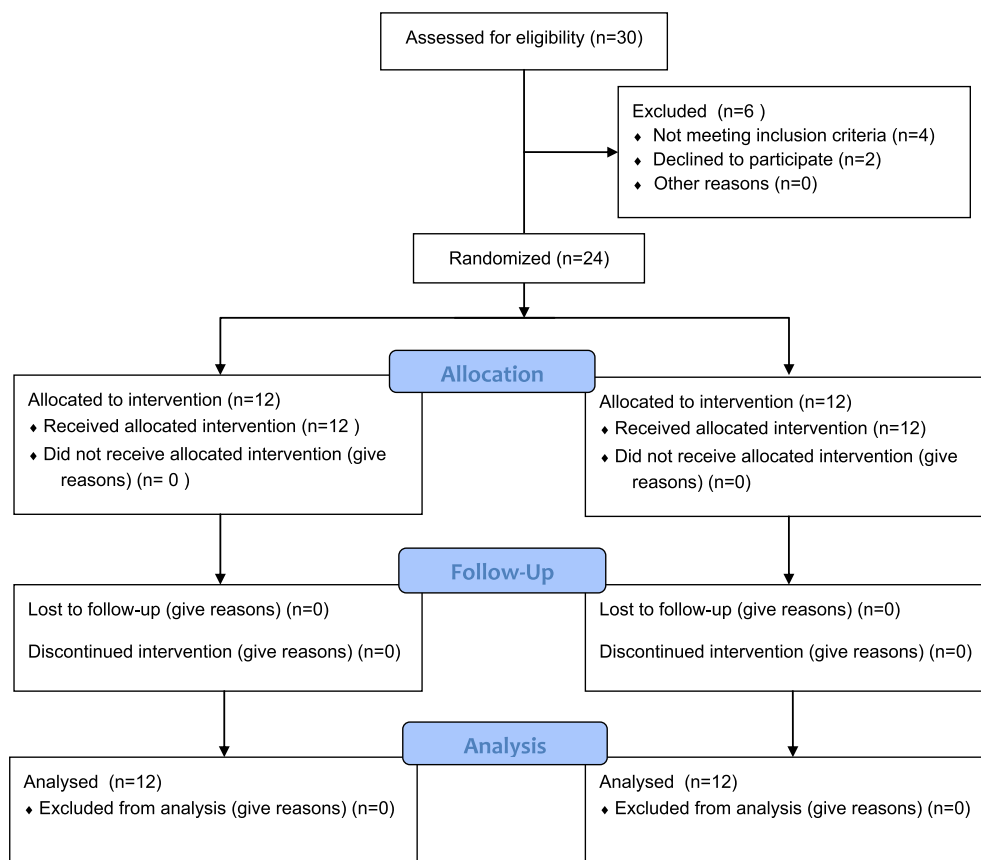 Assessed for eligibility (n=30)
Excluded (n=6 )
♦ Not meeting inclusion criteria (n=4)
♦ Declined to participate (n=2)
♦ Other reasons (n=0)
Randomized (n=24)
Allocation
Allocated to intervention (n=12)
♦ Received allocated intervention (n=12 )
♦ Did not receive allocated intervention (give
reasons) (n= 0 )
Allocated to intervention (n=12)
♦ Received allocated intervention (n=12)
♦ Did not receive allocated intervention (give
reasons) (n=0)
Follow-Up
Lost to follow-up (give reasons) (n=0)
Discontinued intervention (give reasons) (n=0)
Lost to follow-up (give reasons) (n=0)
Discontinued intervention (give reasons) (n=0)
Analysis
Analysed (n=12)
♦ Excluded from analysis (give reasons) (n=0)
Analysed (n=12)
♦ Excluded from analysis (give reasons) (n=0)